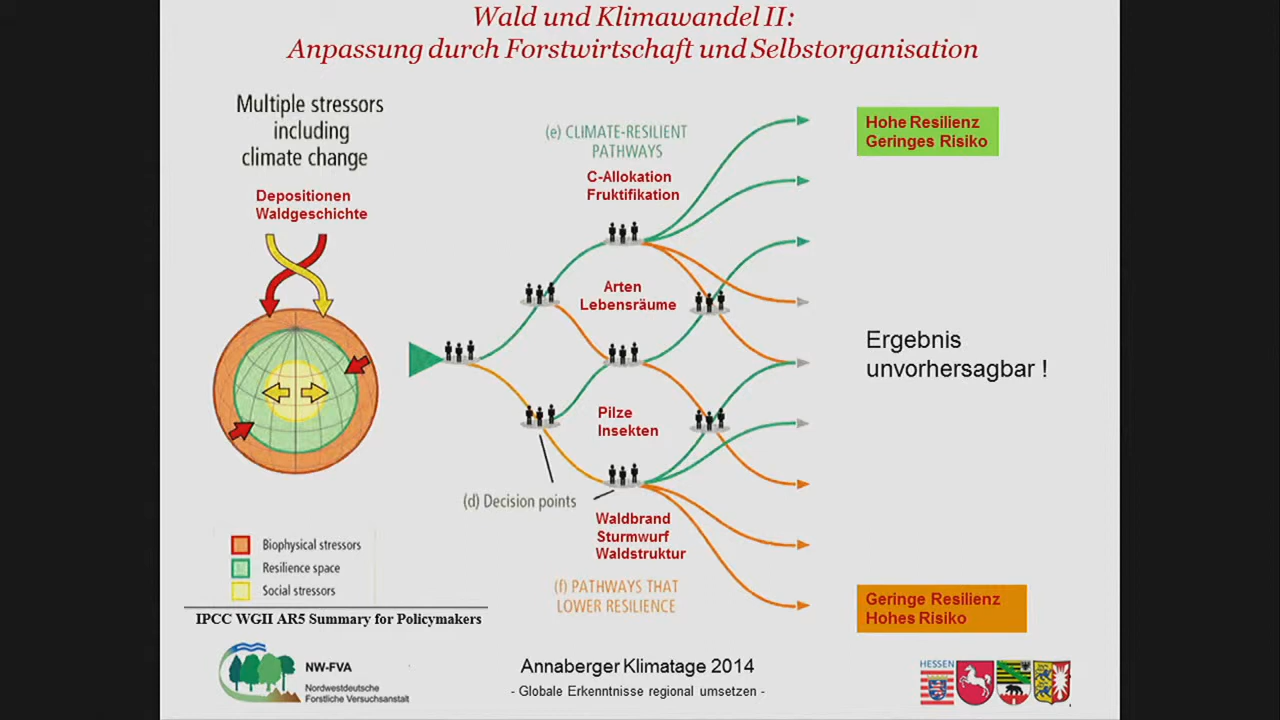 Wald und Klimawandel II:
Anpassung durch Forstwirtschaft und Selbstorganisation
Multiple stressors
including
climate change
Depositionen
Waldgeschichte
(e) CLIMATE-RESILIENT
PATHWAYS
C-Allokation
Fruktifikation
Arten
Lebensräume
Pilze
Insekten
(d) Decision points
Waldbrand
Sturmwurf
Waldstruktur
(f) PATHWAYS THAT
LOWER RESILIENCE
Hohe Resilienz
Geringes Risiko
Ergebnis
unvorhersagbar !
Geringe Resilienz
Hohes Risiko
Biophysical stressors
Resilience space
Social stressors
IPCC WGII AR5 Summary for Policymakers
NW-FVA
Nordwestdeutsche
Forstliche Versuchsanstalt
Annaberger Klimatage 2014
- Globale Erkenntnisse regional umsetzen -
HESSEN